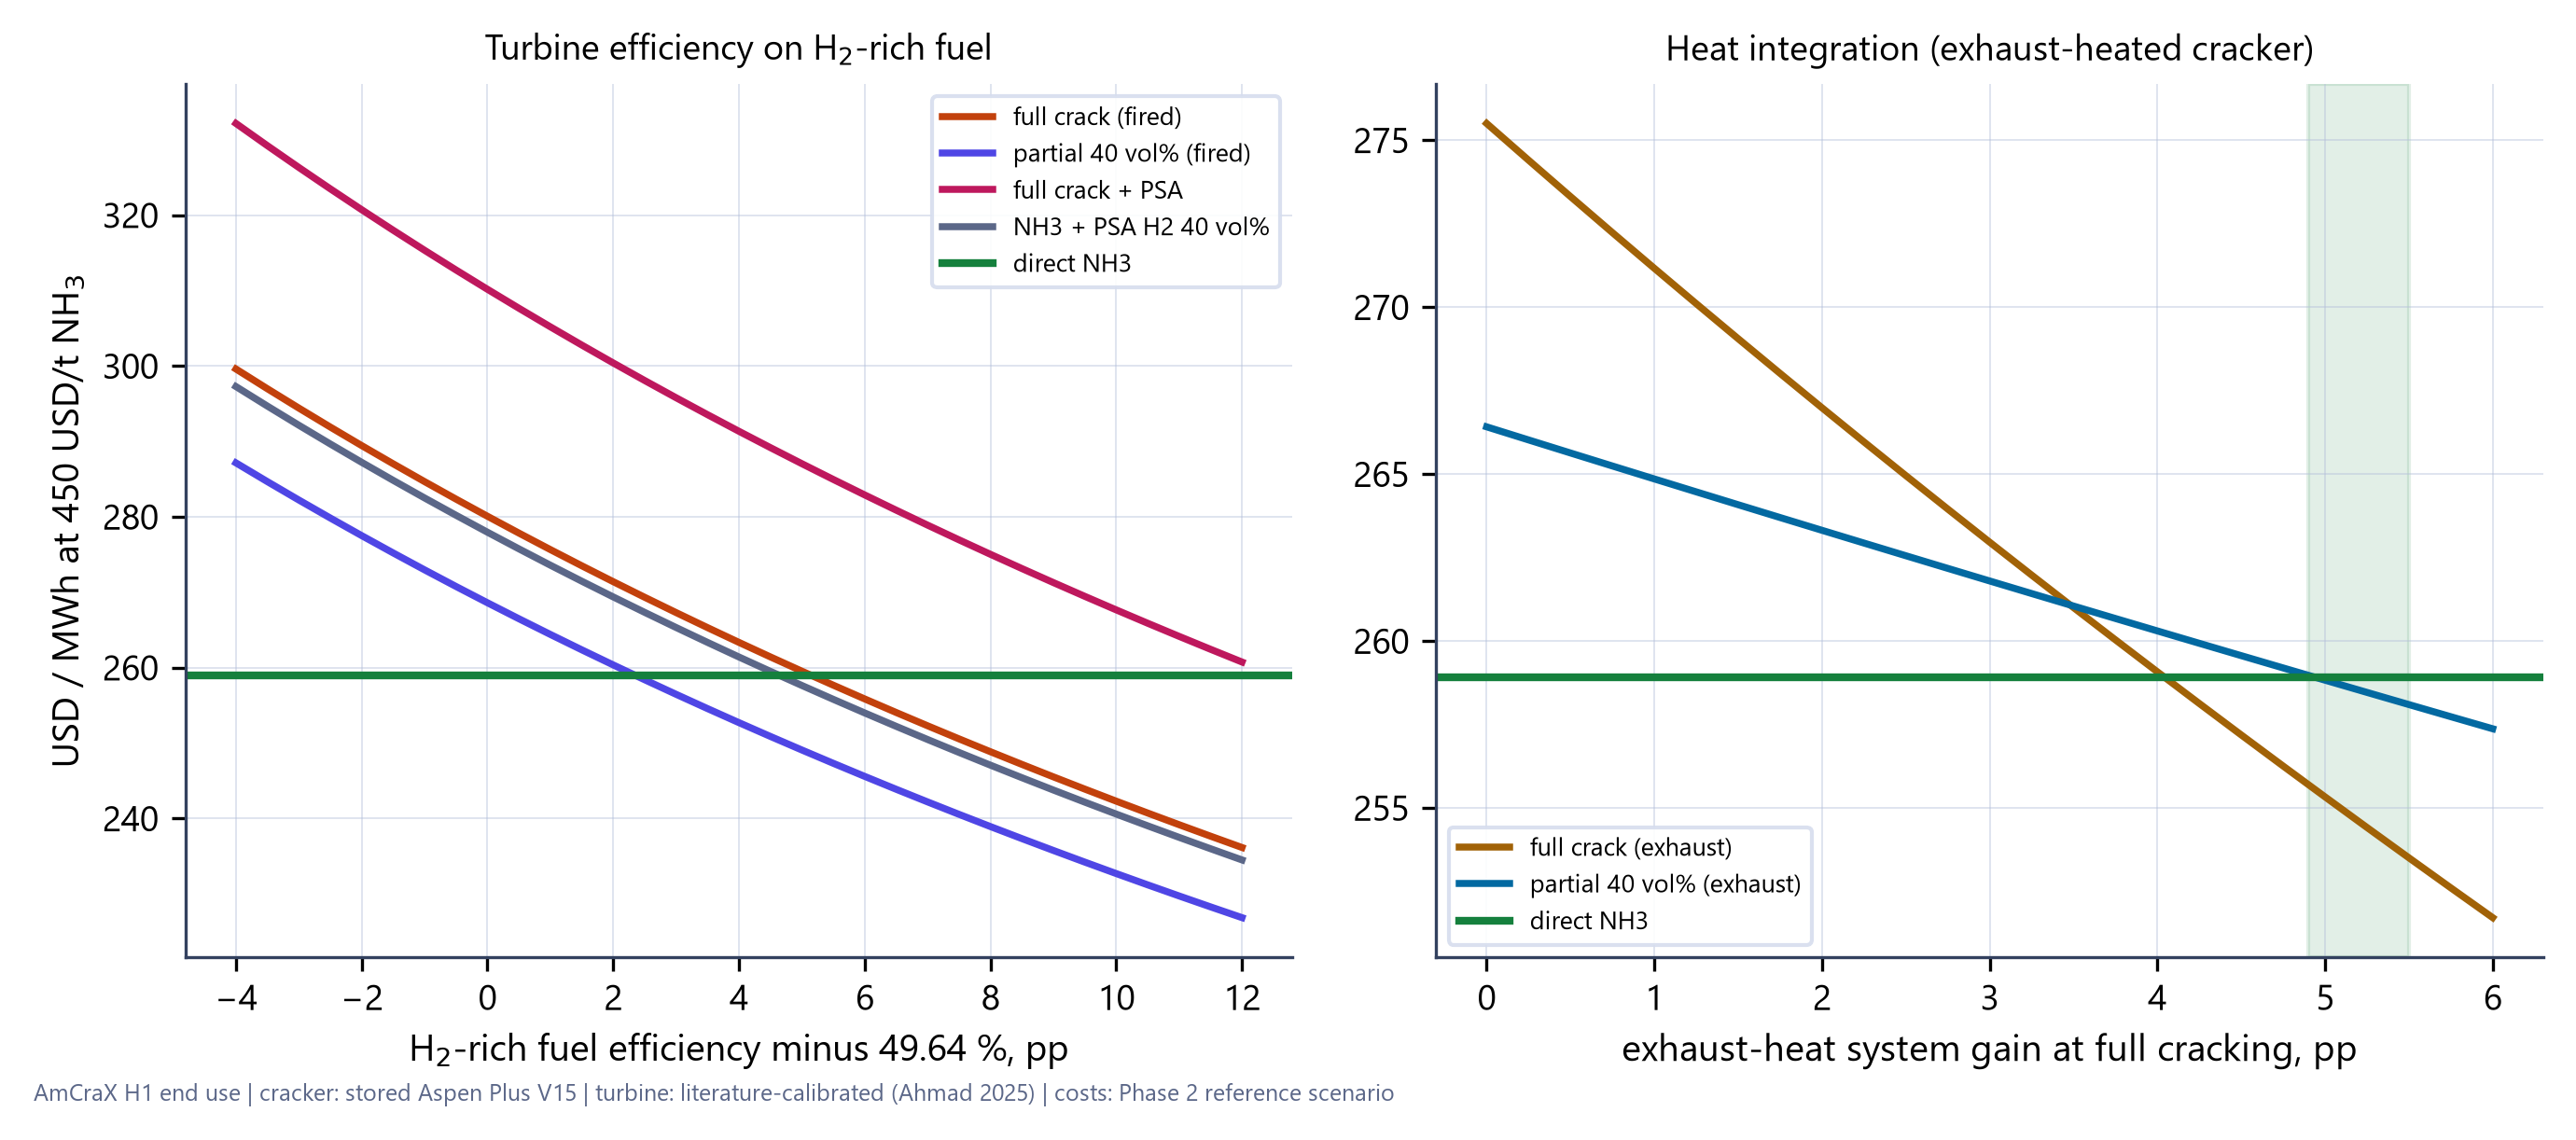 Turbine efficiency on H₂-rich fuel
USD / MWh at 450 USD/t NH₃
320
300
280
260
240
full crack (fired)
partial 40 vol% (fired)
full crack + PSA
NH3 + PSA H2 40 vol%
direct NH3
−4 −2 0 2 4 6 8 10 12
H₂-rich fuel efficiency minus 49.64 %, pp
Heat integration (exhaust-heated cracker)
275
270
265
260
255
full crack (exhaust)
partial 40 vol% (exhaust)
direct NH3
0 1 2 3 4 5 6
exhaust-heat system gain at full cracking, pp
AmCraX H1 end use | cracker: stored Aspen Plus V15 | turbine: literature-calibrated (Ahmad 2025) | costs: Phase 2 reference scenario